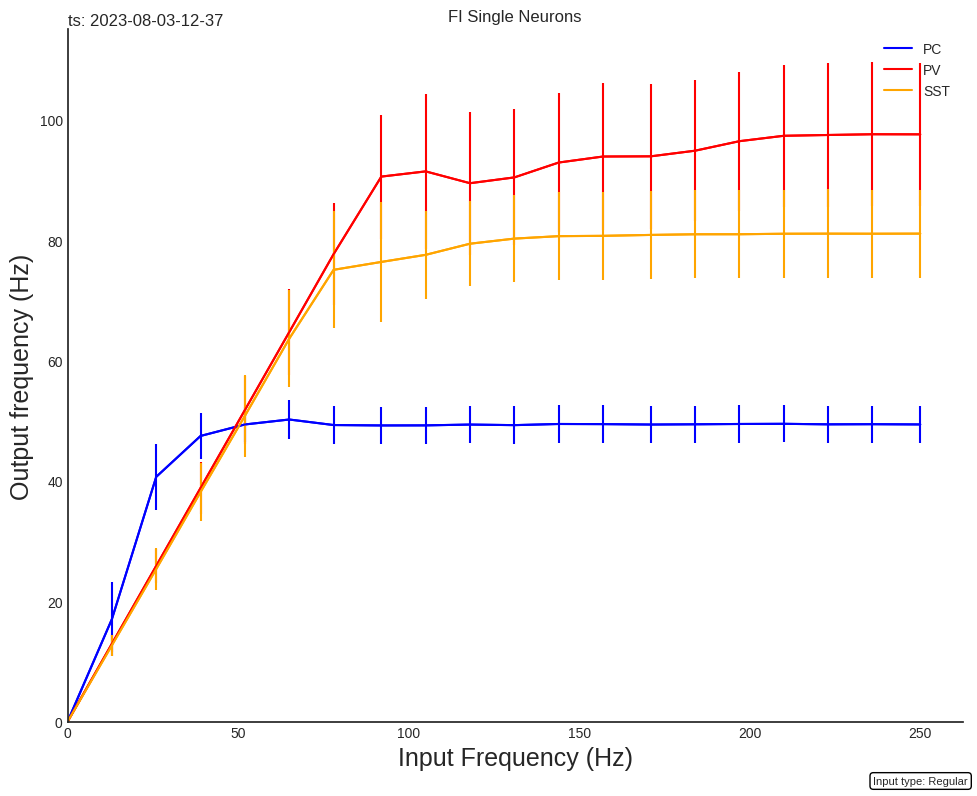 ts: 2023-08-03-12-37
FI Single Neurons
PC
PV
SST
Output frequency (Hz)
100
80
60
40
20
0
0 50 100 150 200 250
Input Frequency (Hz)
Input type: Regular